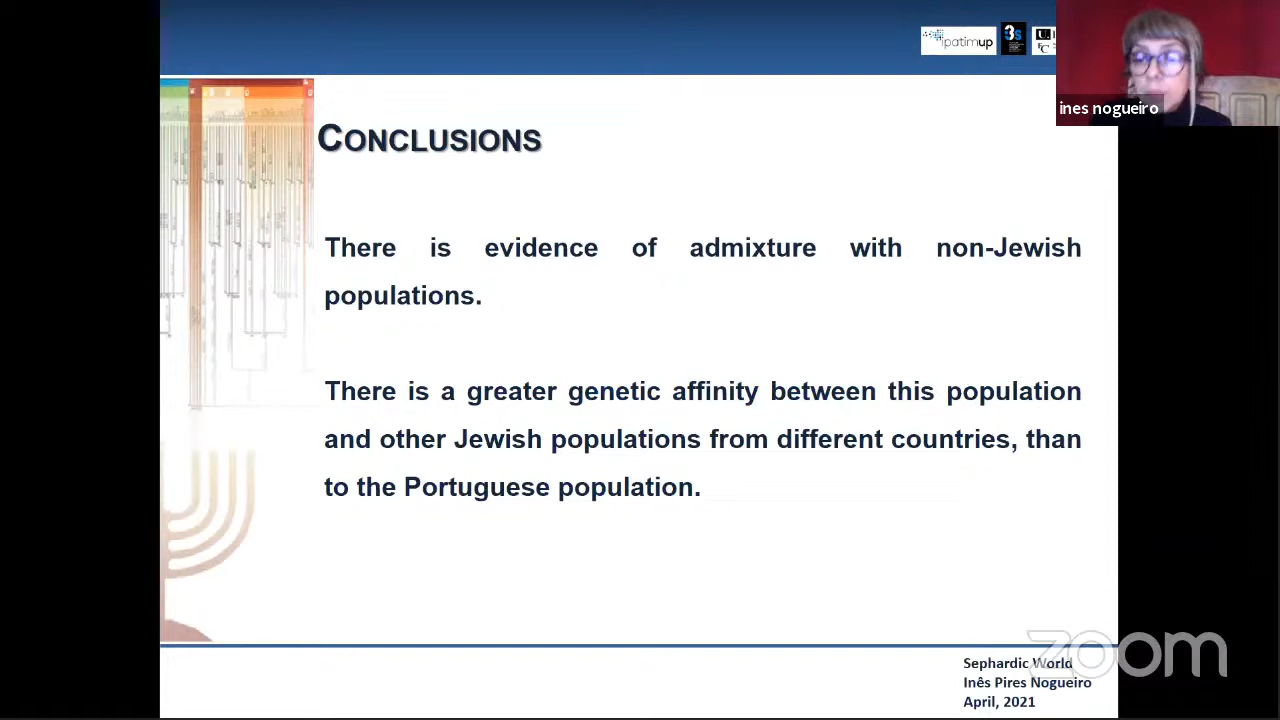 ipatimup
3s
ines nogueiro
CONCLUSIONS
There is evidence of admixture with non-Jewish
populations.
There is a greater genetic affinity between this population
and other Jewish populations from different countries, than
to the Portuguese population.
zoom
Sephardic World
Inês Pires Nogueiro
April, 2021